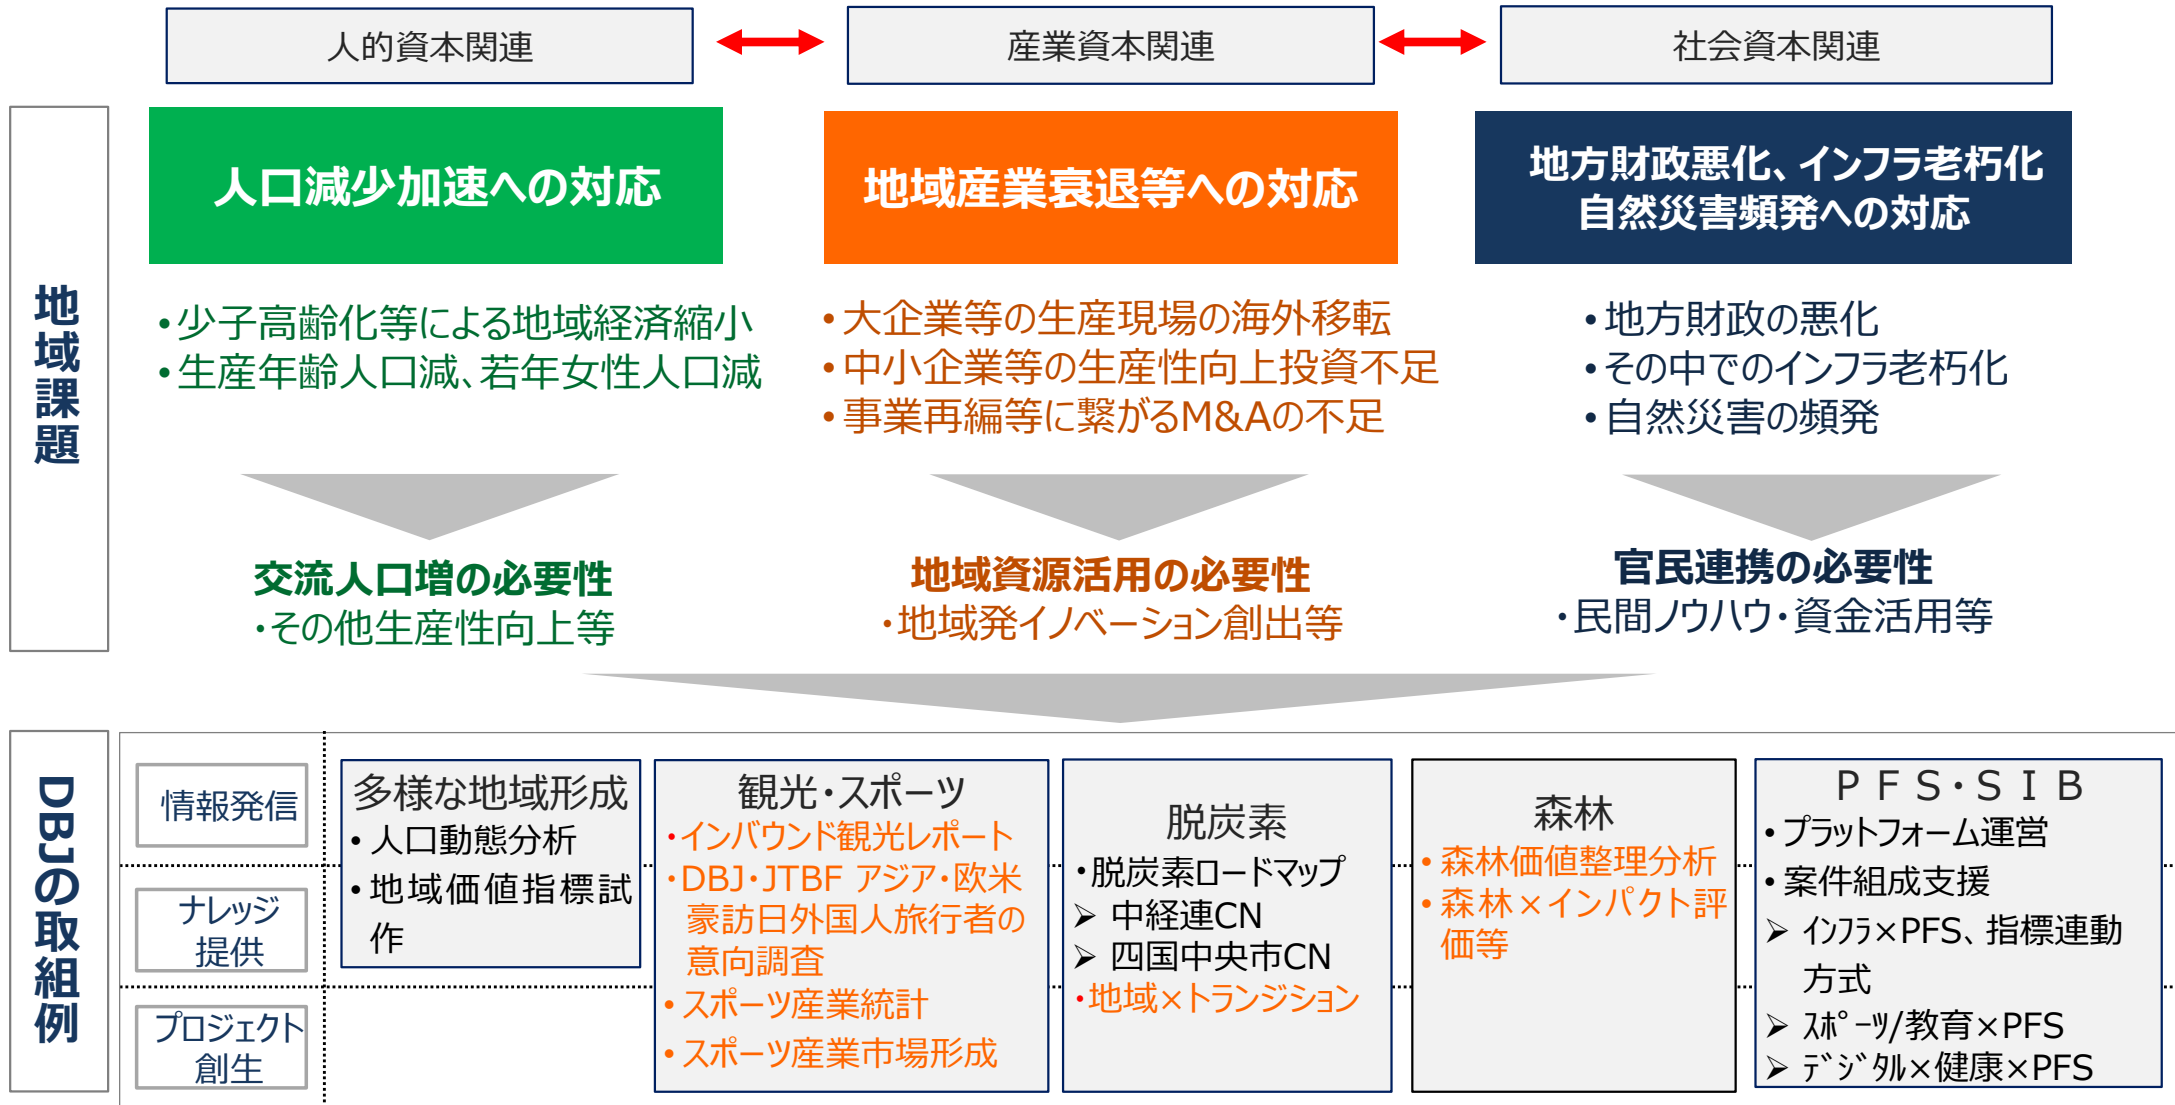 人的資本関連
産業資本関連
社会資本関連
地域課題
人口減少加速への対応
・少子高齢化等による地域経済縮小
・生産年齢人口減、若年女性人口減
交流人口増の必要性
・その他生産性向上等
地域産業衰退等への対応
・大企業等の生産現場の海外移転
・中小企業等の生産性向上投資不足
・事業再編等に繋がるM&Aの不足
地域資源活用の必要性
・地域発イノベーション創出等
地方財政悪化、インフラ老朽化
自然災害頻発への対応
・地方財政の悪化
・その中でのインフラ老朽化
・自然災害の頻発
官民連携の必要性
・民間ノウハウ・資金活用等
DBJの取組例
情報発信
ナレッジ
提供
プロジェクト
創生
多様な地域形成
・人口動態分析
・地域価値指標試
作
観光・スポーツ
・インバウンド観光レポート
・DBJ・JTBF アジア・欧米
豪訪日外国人旅行者の
意向調査
・スポーツ産業統計
・スポーツ産業市場形成
脱炭素
・脱炭素ロードマップ
➢ 中経連CN
➢ 四国中央市CN
・地域×トランジション
森林
・森林価値整理分析
・森林×インパクト評
価等
ＰＦＳ・ＳＩＢ
・プラットフォーム運営
・案件組成支援
➢ インフラ×PFS、指標連動
方式
➢ ｽﾎﾟｰﾂ/教育×PFS
➢ ﾃﾞｼﾞﾀﾙ×健康×PFS